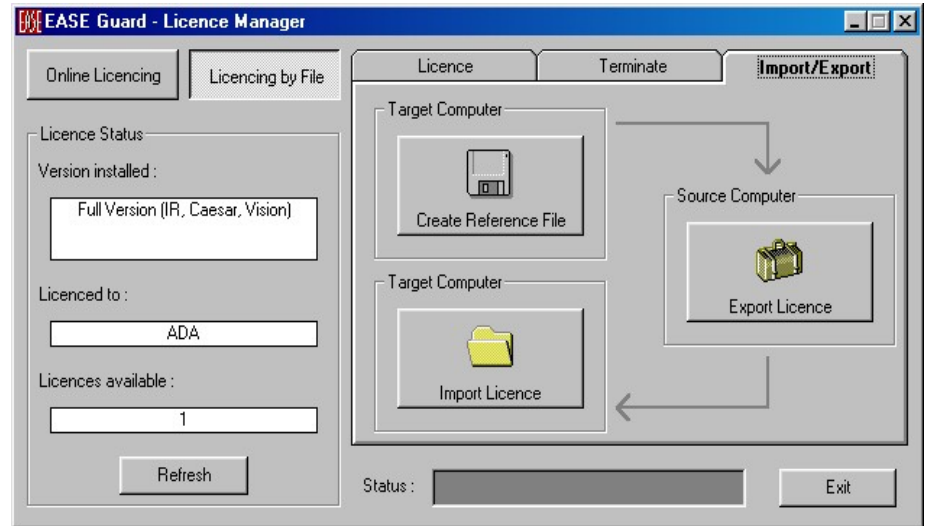 EASE Guard - Licence Manager
Online Licencing
Licencing by File
Licence Status
Version installed :
Full Version (IR, Caesar, Vision)
Licenced to :
ADA
Licences available :
1
Refresh
Licence
Terminate
Import/Export
Target Computer
Create Reference File
Source Computer
Export Licence
Target Computer
Import Licence
Status :
Exit